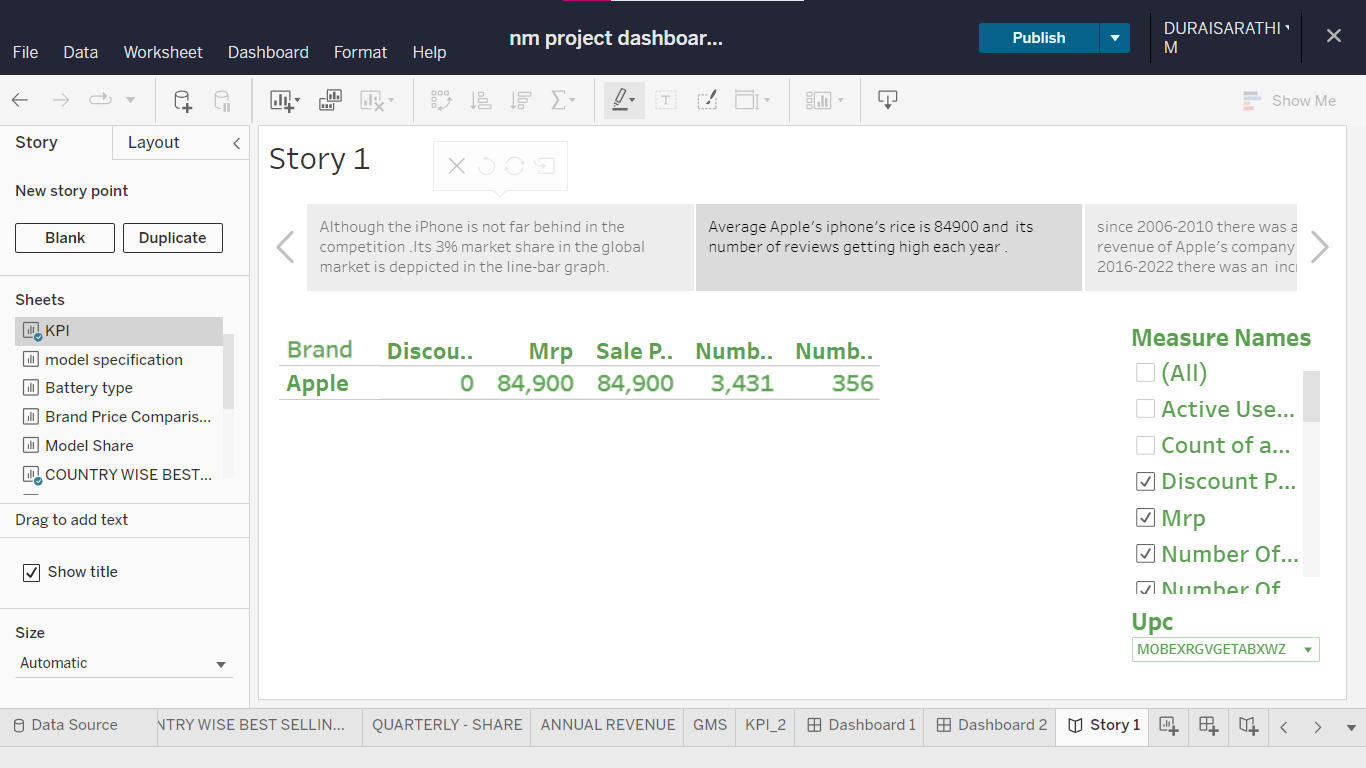 nm project dashboar...
File Data Worksheet Dashboard Format Help
Publish
DURAISARATHI
M
Show Me
Story Layout
New story point
Blank Duplicate
Sheets
KPI
model specification
Battery type
Brand Price Comparis...
Model Share
COUNTRY WISE BEST...
Drag to add text
Show title
Size
Automatic
Story 1
Although the iPhone is not far behind in the
competition .Its 3% market share in the global
market is deppicted in the line-bar graph.
Average Apple's iphone's rice is 84900 and its
number of reviews getting high each year .
since 2006-2010 there was a
revenue of Apple's company
2016-2022 there was an incr
Brand Discou.. Mrp Sale P.. Numb.. Numb..
Apple 0 84,900 84,900 3,431 356
Measure Names
(All)
Active Use...
Count of a...
Discount P...
Mrp
Number Of...
Number Of
Upc
MOBEXRGVGETABXWZ
Data Source NTRY WISE BEST SELLIN... QUARTERLY - SHARE ANNUAL REVENUE GMS KPI_2 Dashboard 1 Dashboard 2 Story 1